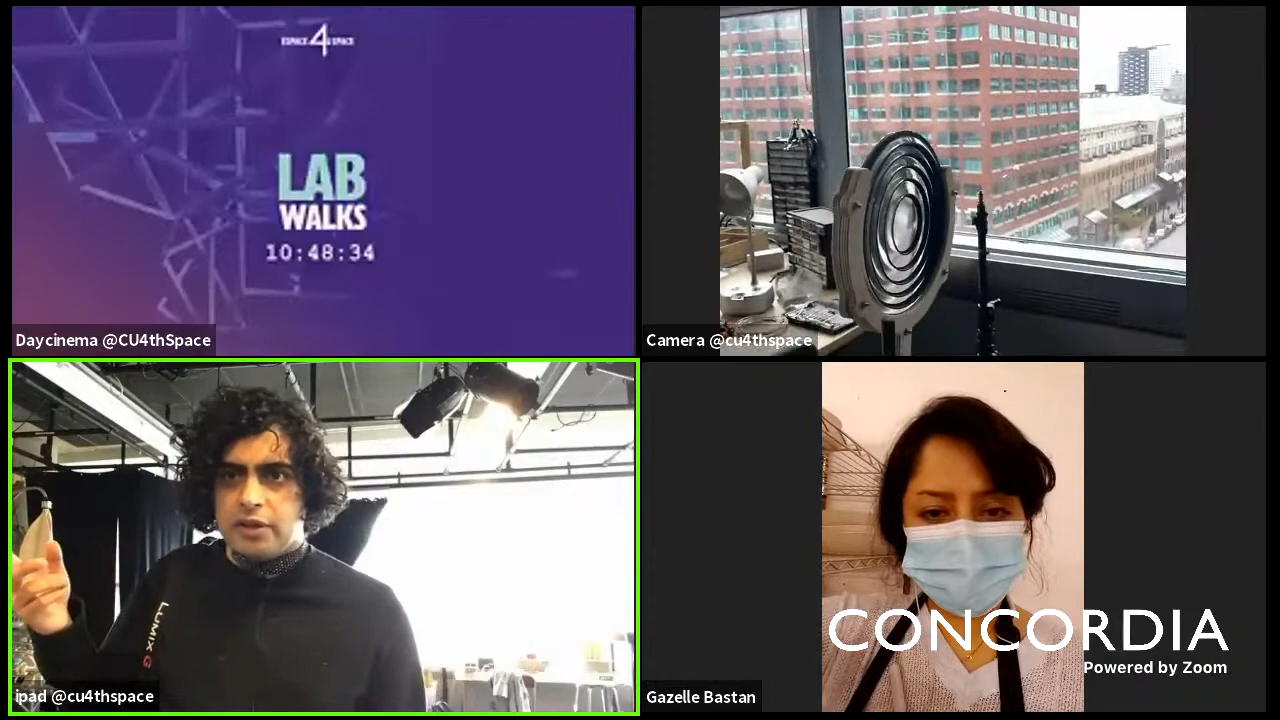 ESPACE 4 SPACE
LAB
WALKS
10:48:34
Daycinema @CU4thSpace
Camera @cu4thspace
LUMIX G
ipad @cu4thspace
Gazelle Bastan
CONCORDIA
Powered by Zoom